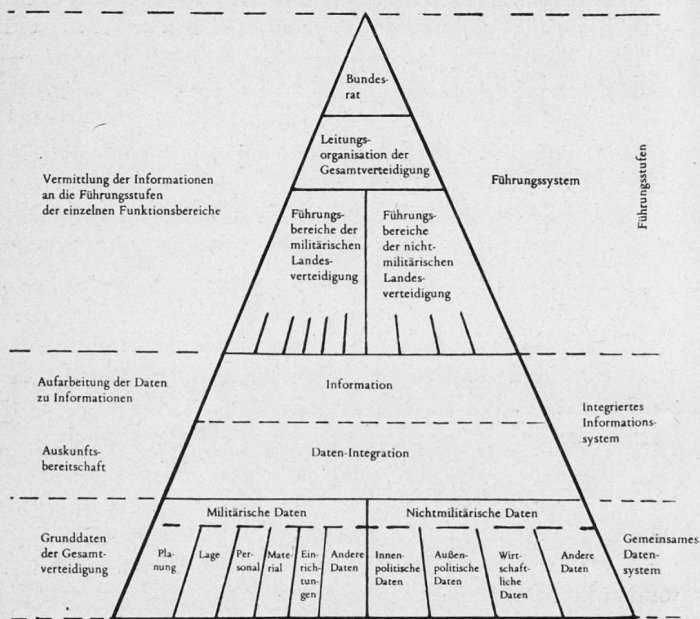 Bundes-
rat
Leitungs-
organisation der
Gesamtverteidigung
Vermittlung der Informationen
an die Führungsstufen
der einzelnen Funktionsbereiche
Führungssystem
Führungsstufen
Führungs-
bereiche der
militärischen
Landes-
verteidigung
Führungs-
bereiche
der nicht-
militärischen
Landes-
verteidigung
Aufarbeitung der Daten
zu Informationen
Information
Integriertes
Informations-
system
Auskunfts-
bereitschaft
Daten-Integration
Militärische Daten
Nichtmilitärische Daten
Grunddaten
der Gesamt-
verteidigung
Pla-
nung
Lage
Per-
sonal
Mate-
rial
Ein-
rich-
tun-
gen
Andere
Daten
Innen-
politische
Daten
Außen-
politische
Daten
Wirt-
schaft-
liche
Daten
Andere
Daten
Gemeinsames
Daten-
system